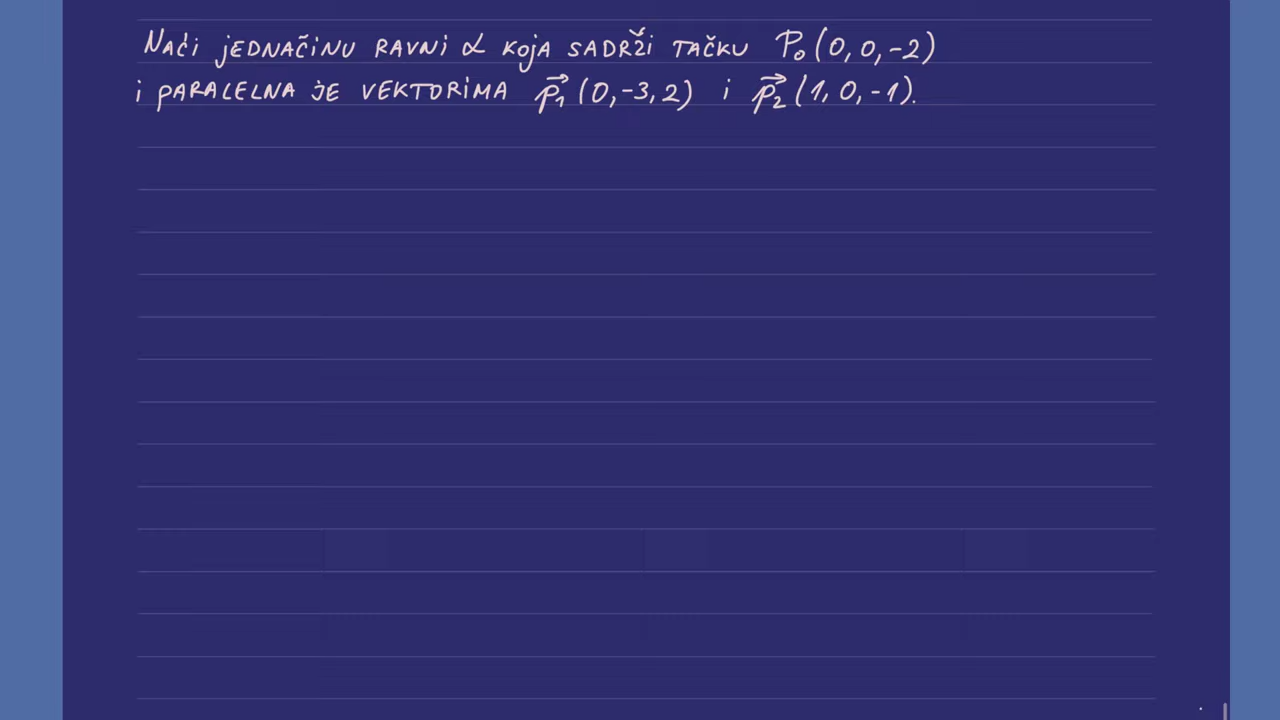 Naći jednačinu ravni α koja sadrži tačku P₀(0,0,-2)
i paralelna je vektorima p⃗₁(0,-3,2) i p⃗₂(1,0,-1).